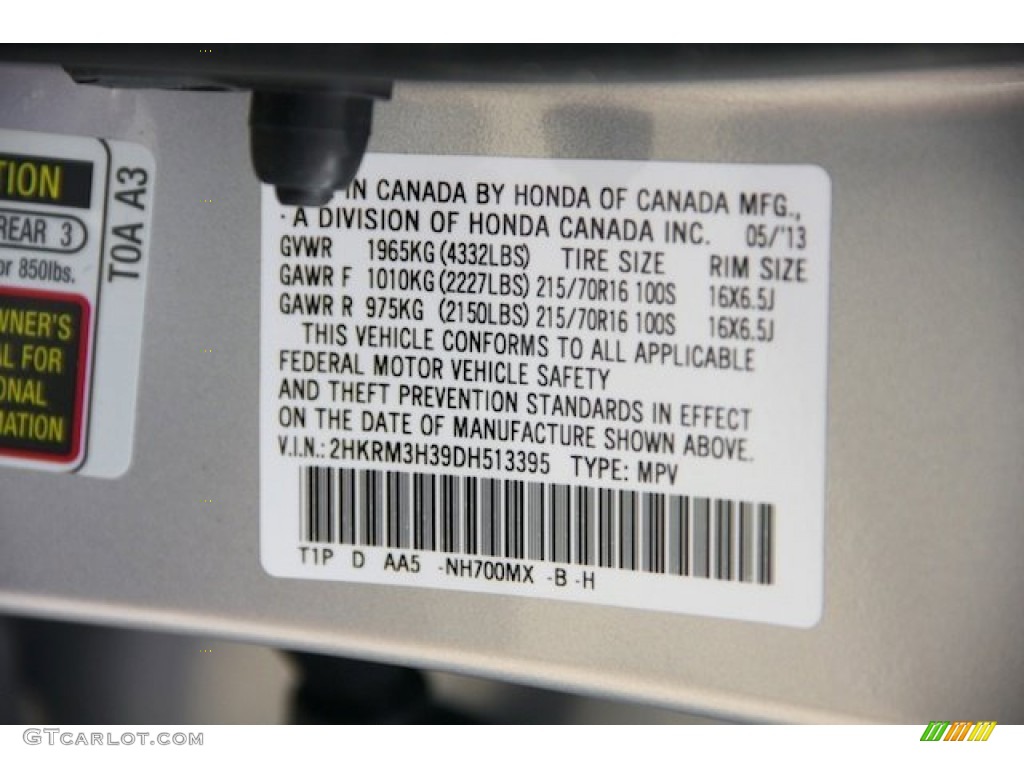 TION
REAR 3
or 850lbs.
WNER'S
AL FOR
ONAL
MATION
T0A A3
IN CANADA BY HONDA OF CANADA MFG.,
A DIVISION OF HONDA CANADA INC. 05/'13
GVWR 1965KG (4332LBS) TIRE SIZE RIM SIZE
GAWR F 1010KG (2227LBS) 215/70R16 100S 16X6.5J
GAWR R 975KG (2150LBS) 215/70R16 100S 16X6.5J
THIS VEHICLE CONFORMS TO ALL APPLICABLE
FEDERAL MOTOR VEHICLE SAFETY
AND THEFT PREVENTION STANDARDS IN EFFECT
ON THE DATE OF MANUFACTURE SHOWN ABOVE.
V.I.N.: 2HKRM3H39DH513395 TYPE: MPV
T1P D AA5 -NH700MX -B -H
GTCARLOT.COM